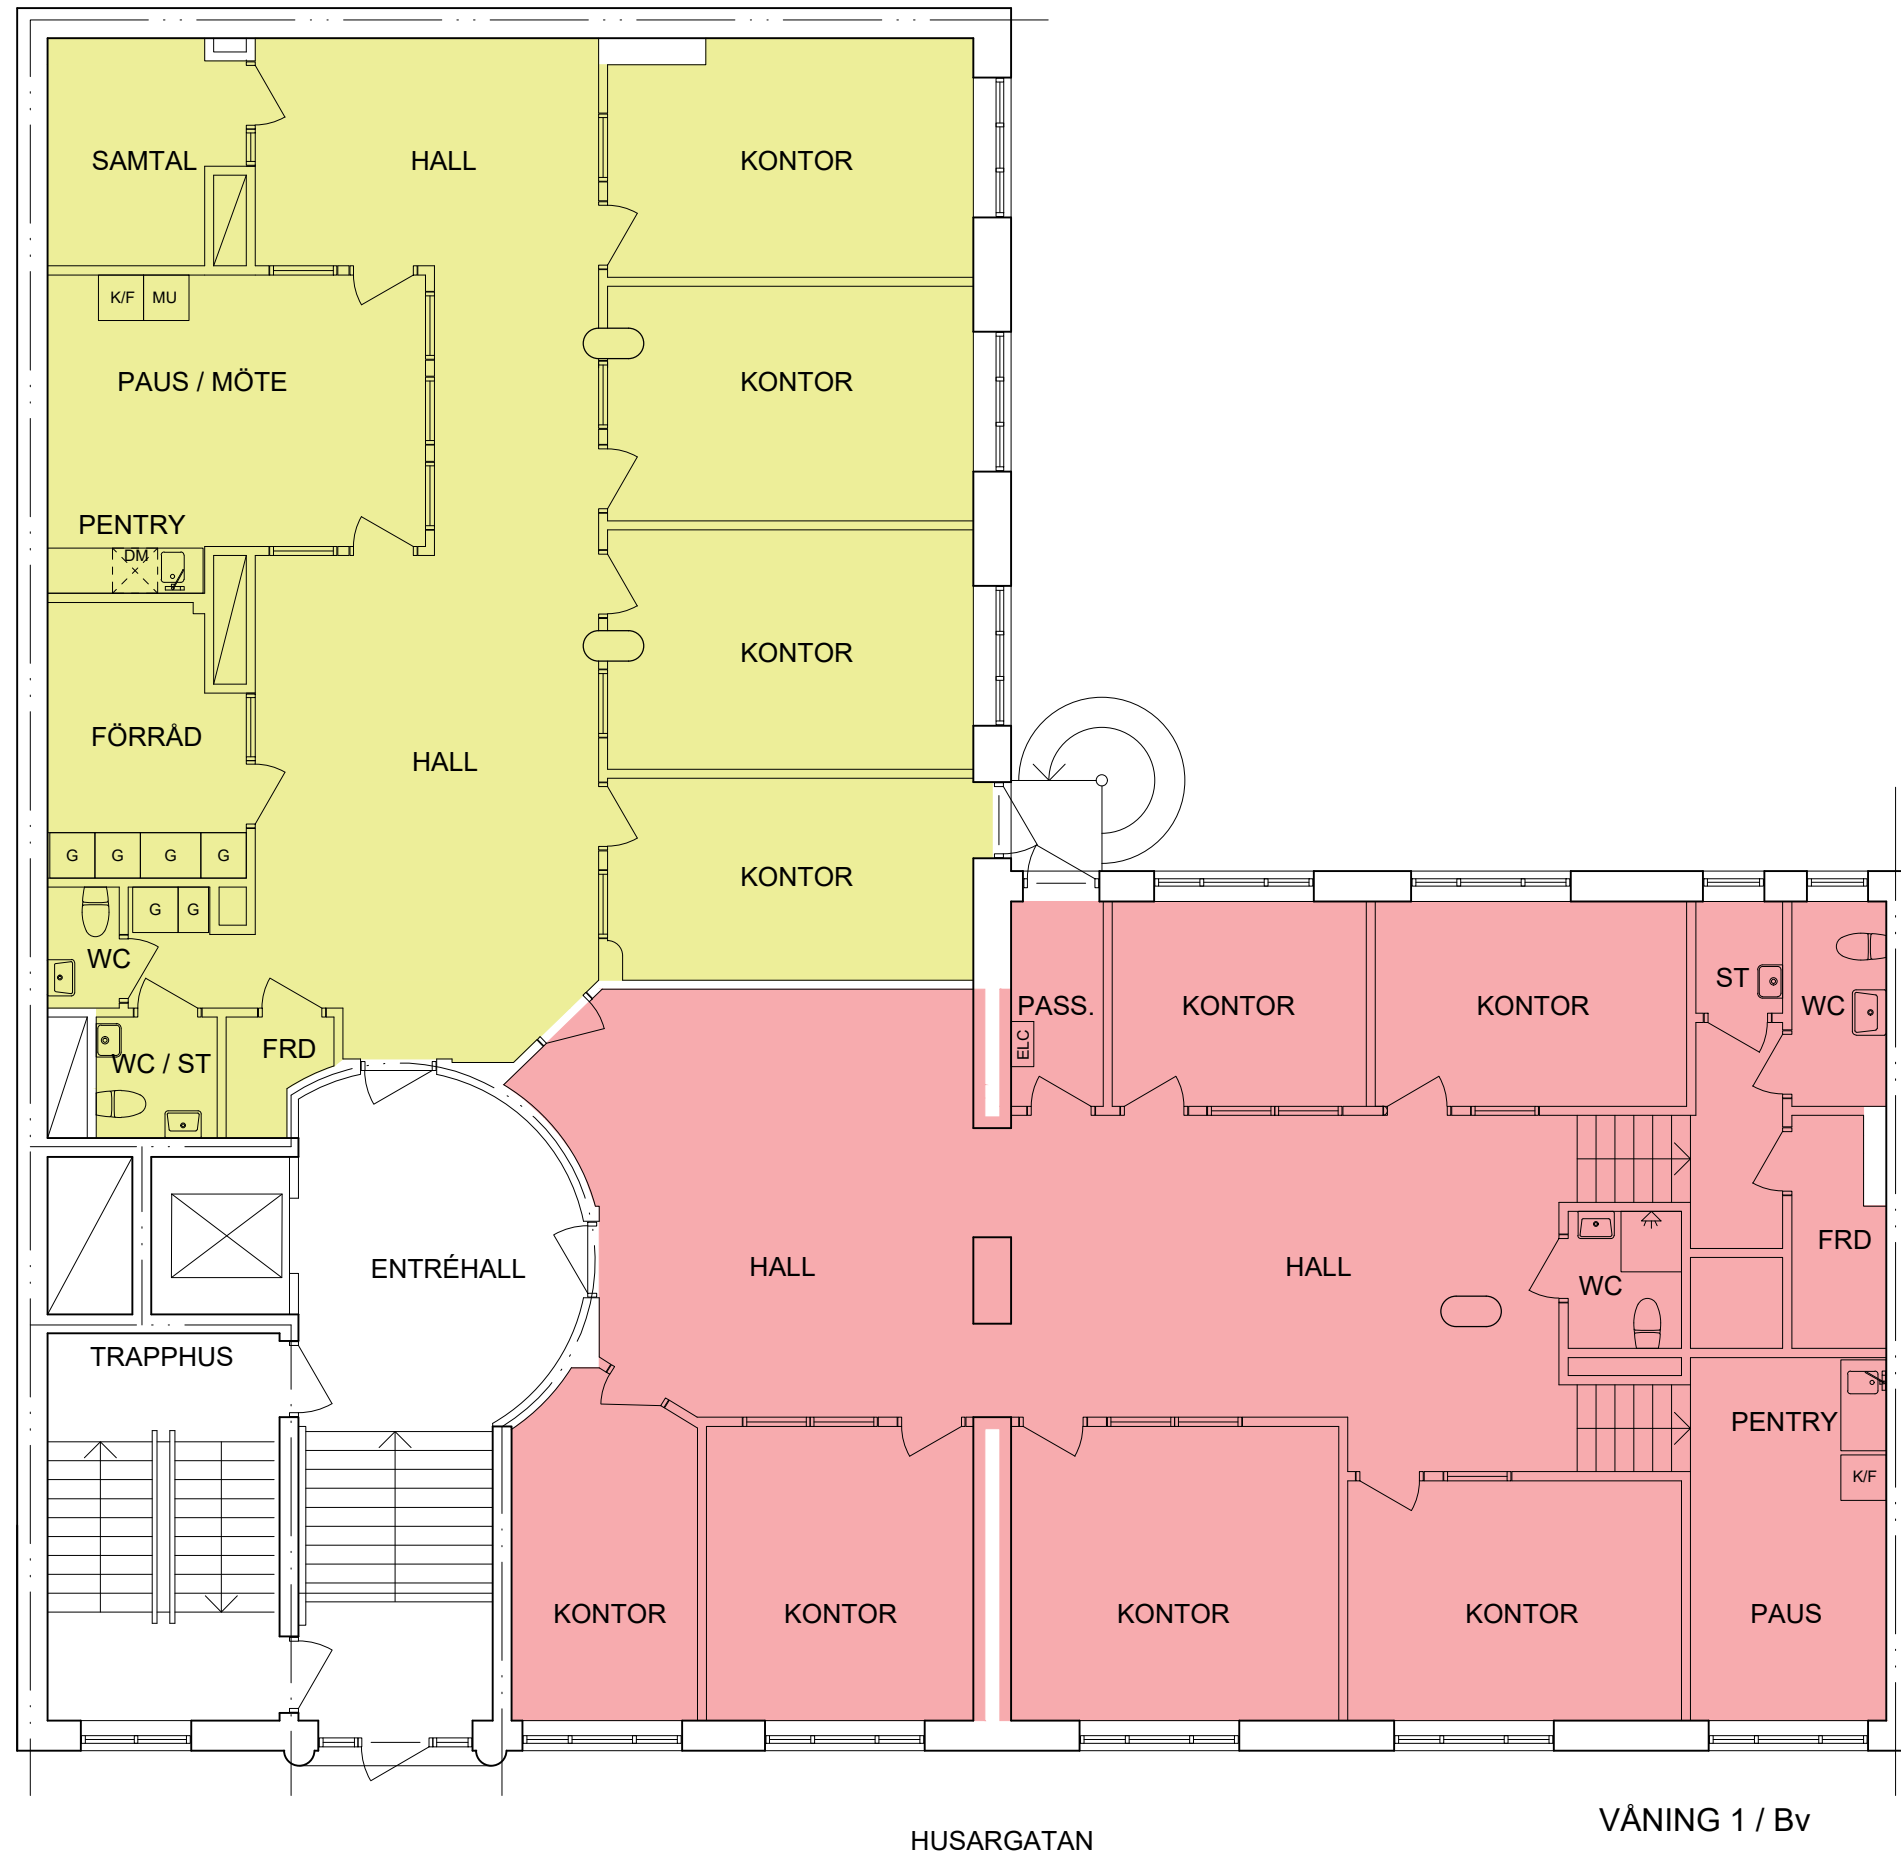 SAMTAL
HALL
KONTOR
K/F
MU
PAUS / MÖTE
KONTOR
PENTRY
DM
KONTOR
FÖRRÅD
HALL
G
G
G
G
KONTOR
G
G
WC
ST
PASS.
KONTOR
KONTOR
WC
ELC
WC / ST
FRD
FRD
ENTRÉHALL
HALL
HALL
WC
TRAPPHUS
PENTRY
K/F
KONTOR
KONTOR
KONTOR
KONTOR
PAUS
VÅNING 1 / Bv
HUSARGATAN